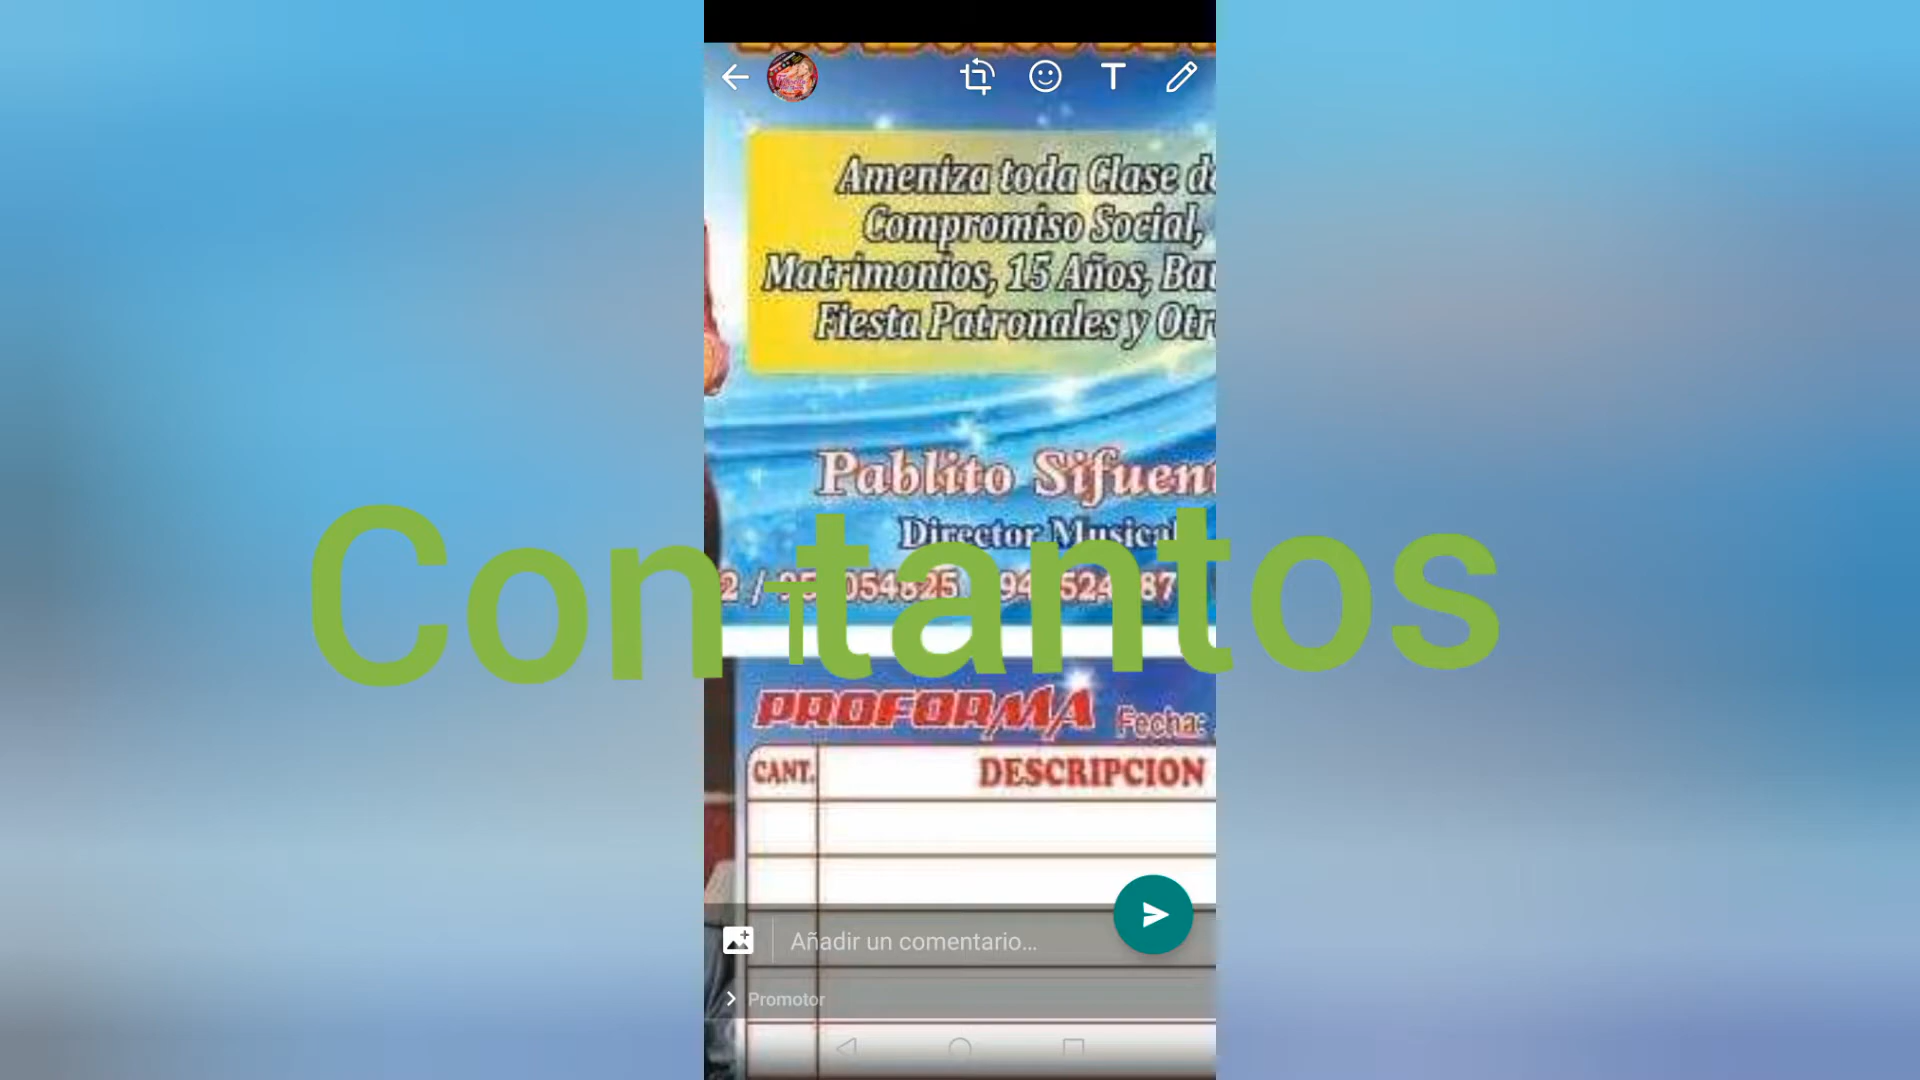 Ameniza toda Clase de
Compromiso Social,
Matrimonios, 15 Años, Bau
Fiesta Patronales y Otr
Pablito Sifuent
Director Musical
Con-tantos
PROFORMA Fecha:
CANT. DESCRIPCION
Añadir un comentario...
Promotor